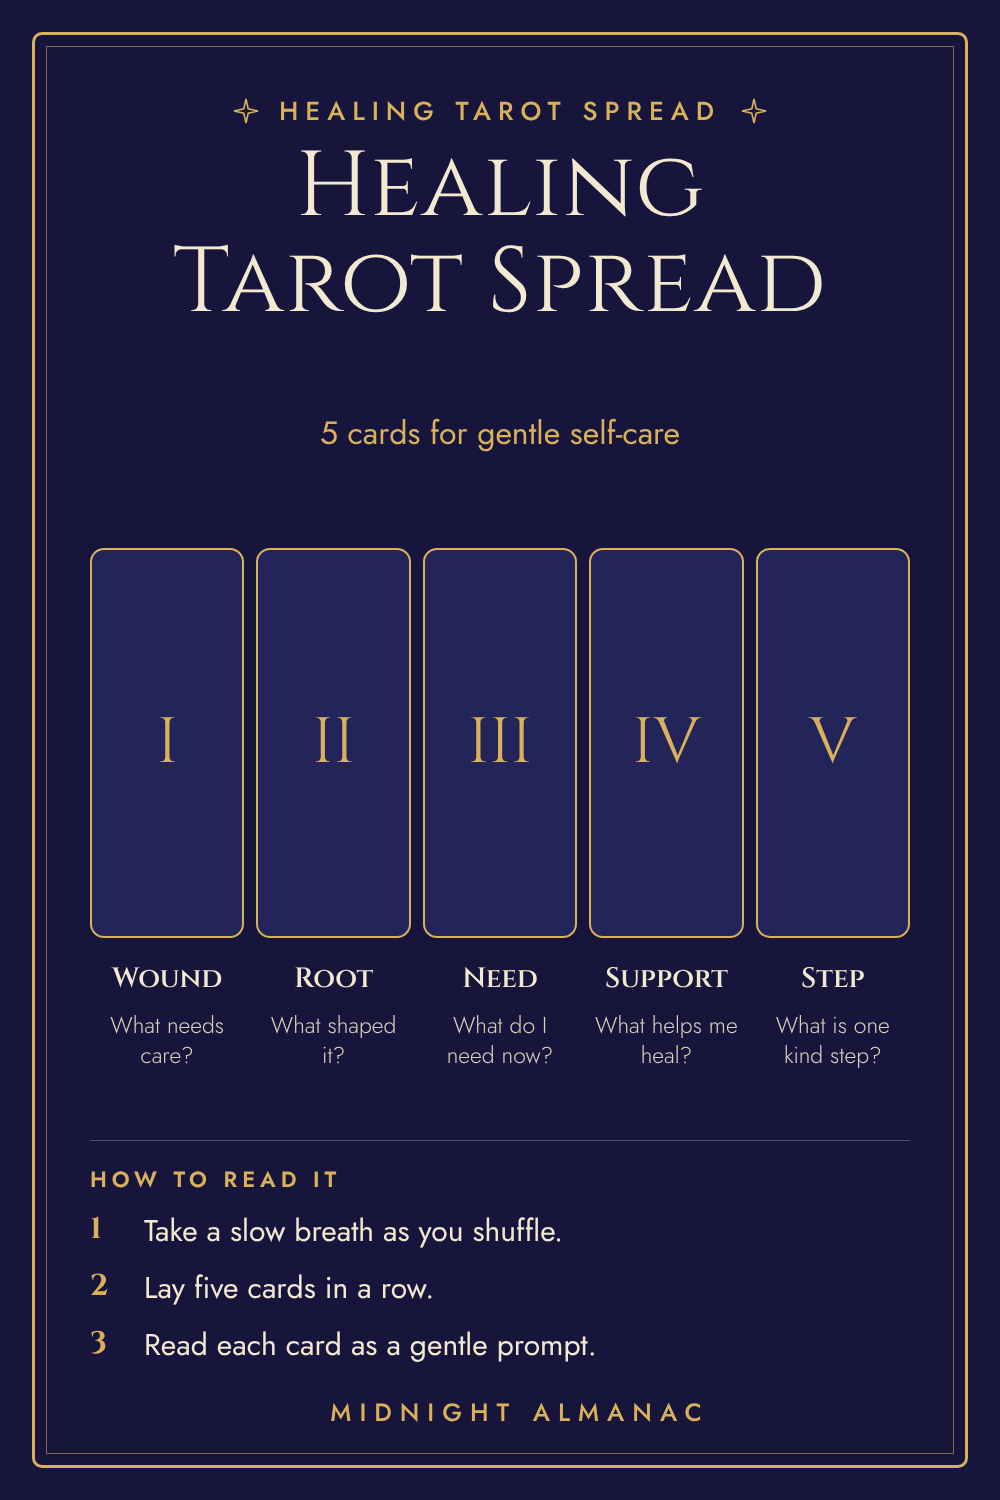 HEALING TAROT SPREAD
HEALING
TAROT SPREAD
5 cards for gentle self-care
I II III IV V
WOUND ROOT NEED SUPPORT STEP
What needs What shaped What do I What helps me What is one
care? it? need now? heal? kind step?
HOW TO READ IT
1 Take a slow breath as you shuffle.
2 Lay five cards in a row.
3 Read each card as a gentle prompt.
MIDNIGHT ALMANAC